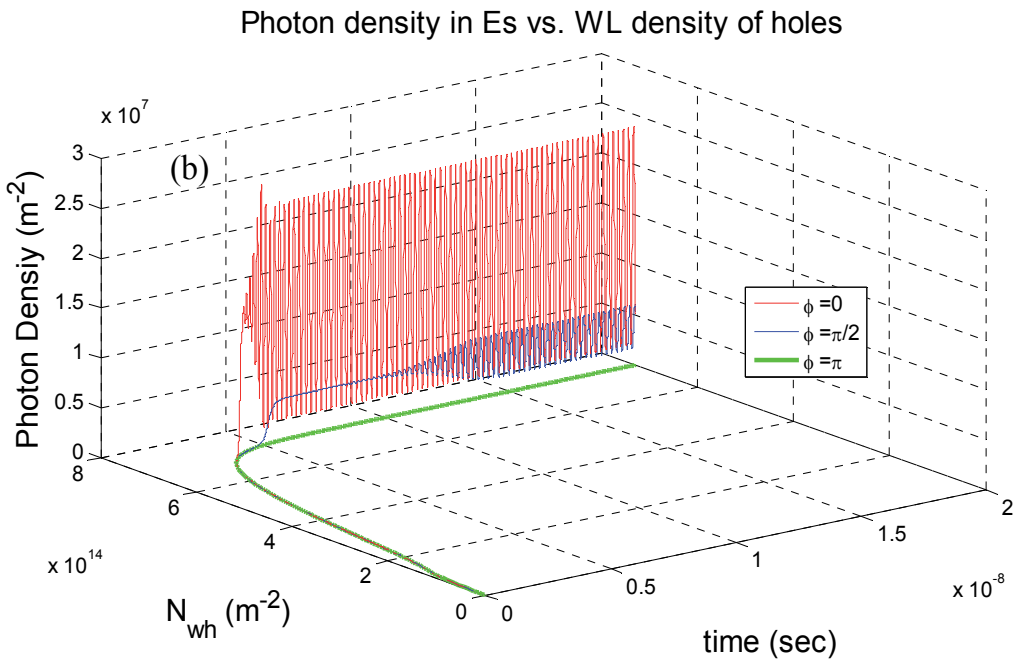 Photon density in Es vs. WL density of holes
x 10^7
(b)
3
2.5
2
1.5
1
0.5
0
Photon Densiy (m^-2)
ϕ =0
ϕ =π/2
ϕ =π
8
6
4
2
0
x 10^14
N_wh (m^-2)
0
0.5
1
1.5
2
x 10^-8
time (sec)